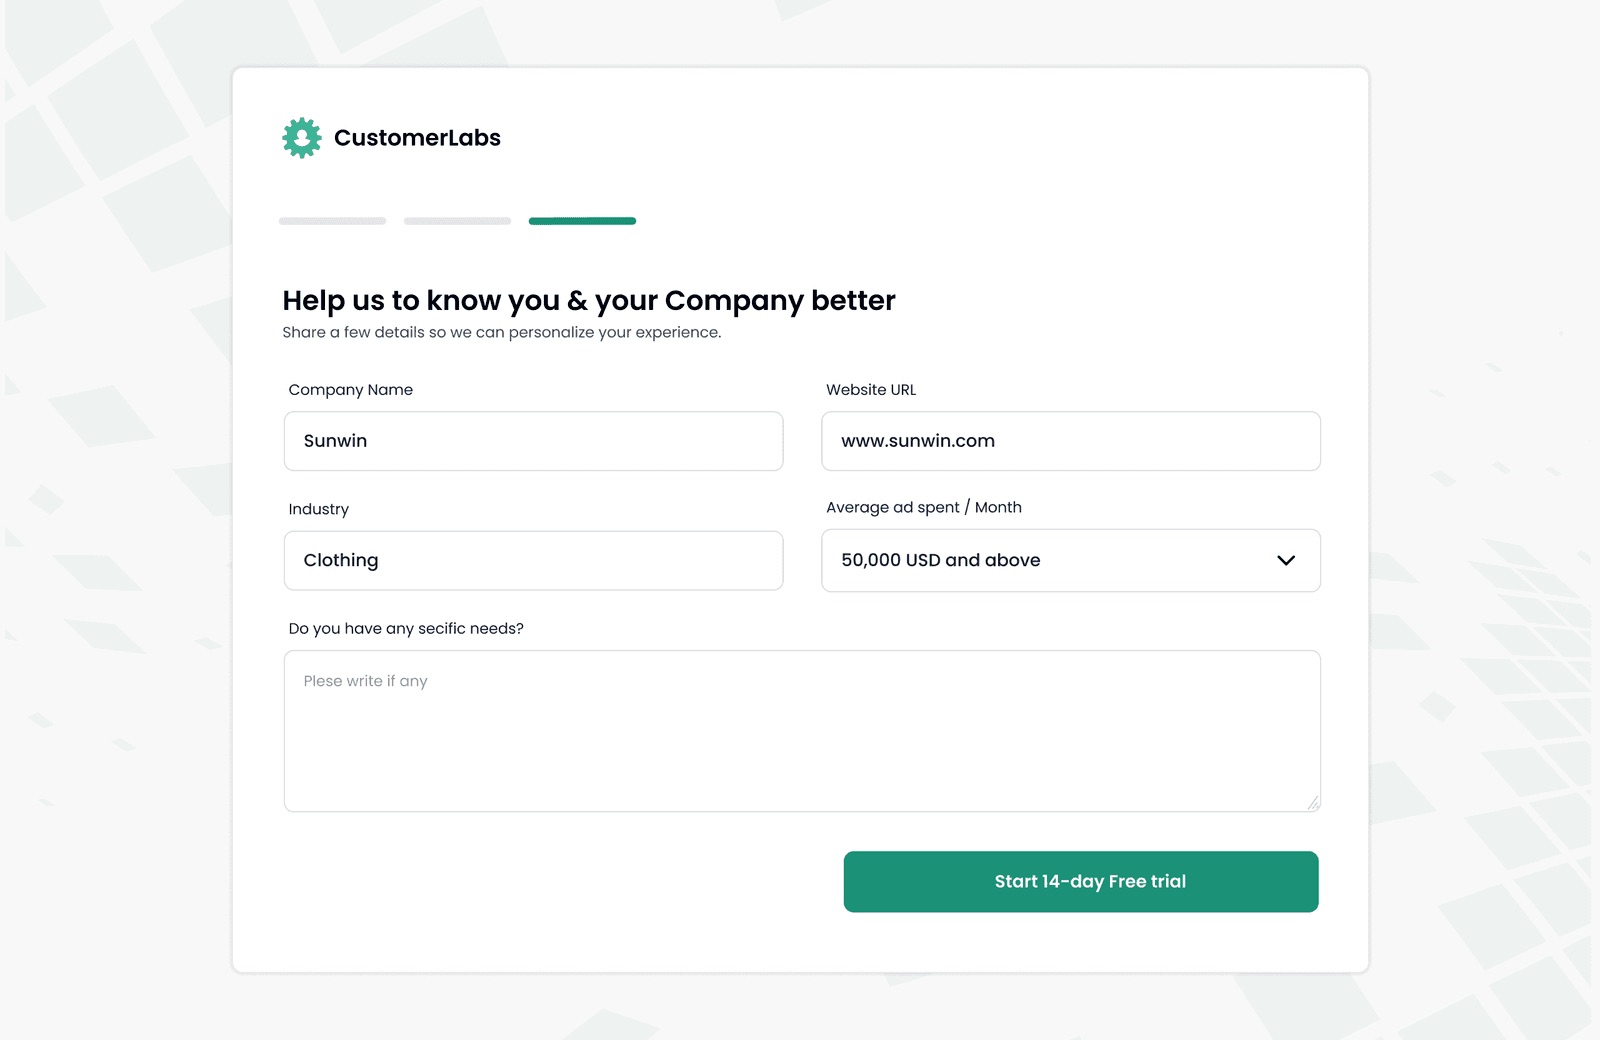 CustomerLabs
Help us to know you & your Company better
Share a few details so we can personalize your experience.
Company Name
Website URL
Sunwin
www.sunwin.com
Industry
Average ad spent / Month
Clothing
50,000 USD and above
Do you have any secific needs?
Plese write if any
Start 14-day Free trial